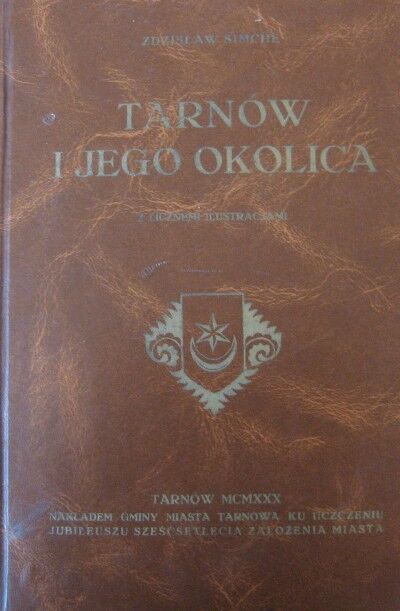 ZDZISŁAW SIMCHE
TARNÓW
I JEGO OKOLICA
Z LICZNEMI ILUSTRACJAMI
TARNÓW MCMXXX
NAKŁADEM GMINY MIASTA TARNOWA KU UCZCZENIU
JUBILEUSZU SZEŚĆSETLECIA ZAŁOŻENIA MIASTA